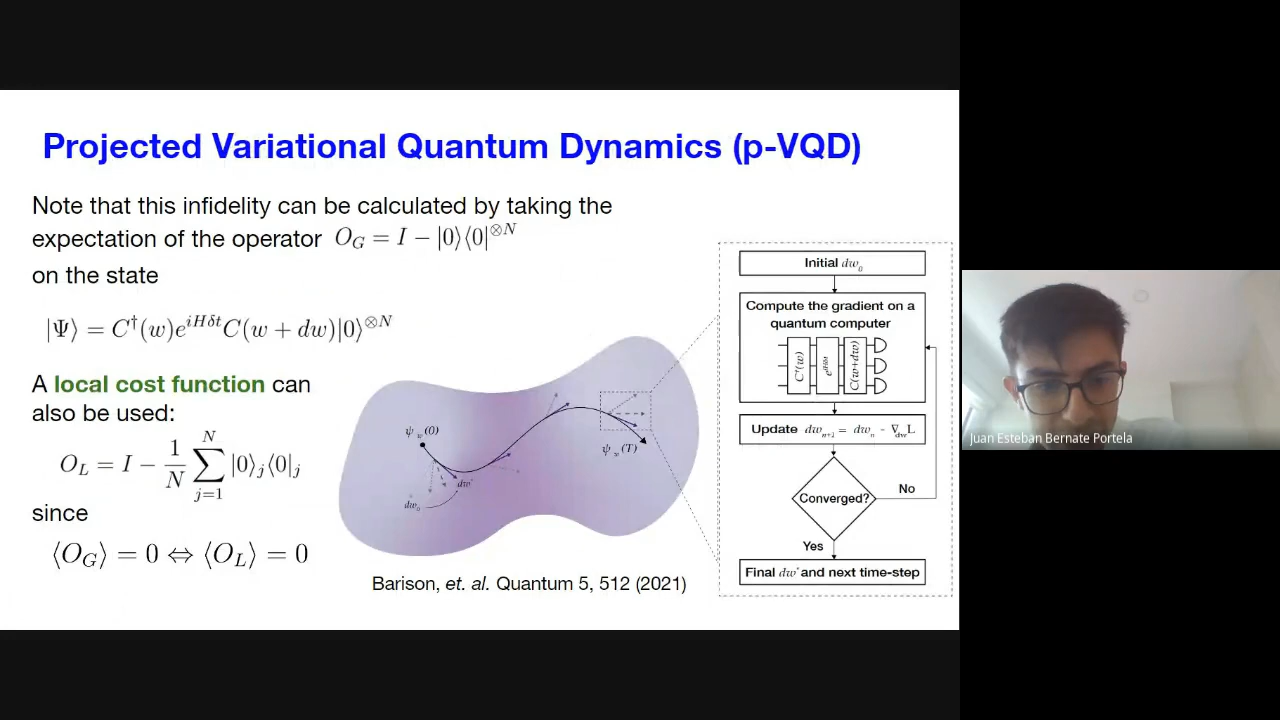 Projected Variational Quantum Dynamics (p-VQD)
Note that this infidelity can be calculated by taking the
expectation of the operator O_G = I − |0⟩⟨0|^{⊗N}
on the state
|Ψ⟩ = C†(w)e^{iHδt}C(w + dw)|0⟩^{⊗N}
A local cost function can
also be used:
O_L = I − \frac{1}{N} \sum_{j=1}^{N} |0⟩_j⟨0|_j
since
⟨O_G⟩ = 0 ⇔ ⟨O_L⟩ = 0
ψ_w(0)
dw_0
dw*
ψ_w(T)
Barison, et. al. Quantum 5, 512 (2021)
Initial dw_0
Compute the gradient on a
quantum computer
C†(w)
e^{iHδt}
C(w+dw)
Update dw_{n+1} = dw_n - ∇_{dw}L
Converged?
No
Yes
Final dw* and next time-step
Juan Esteban Bernate Portela